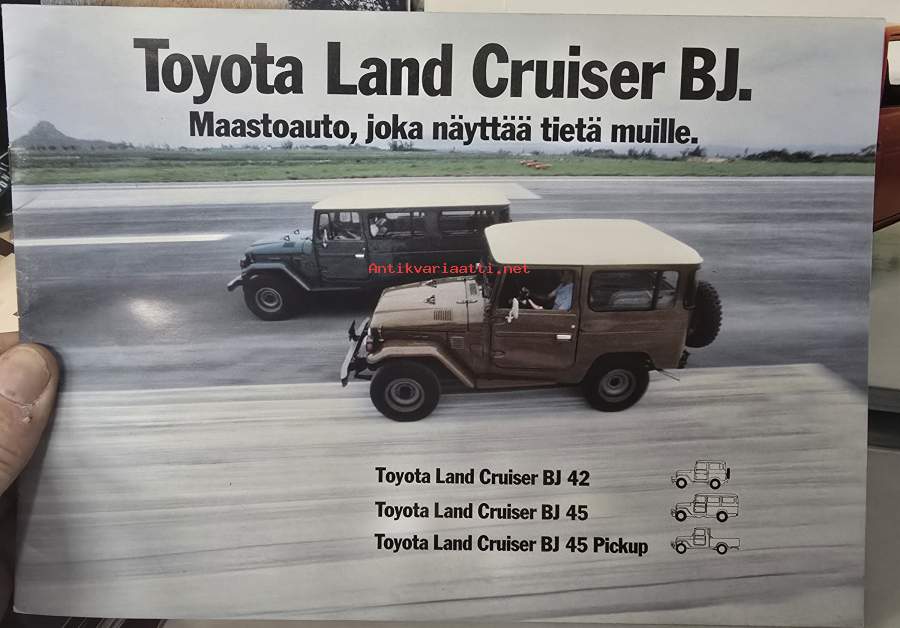 Toyota Land Cruiser BJ.
Maastoauto, joka näyttää tietä muille.
Antikvariaatti.net
Toyota Land Cruiser BJ 42
Toyota Land Cruiser BJ 45
Toyota Land Cruiser BJ 45 Pickup